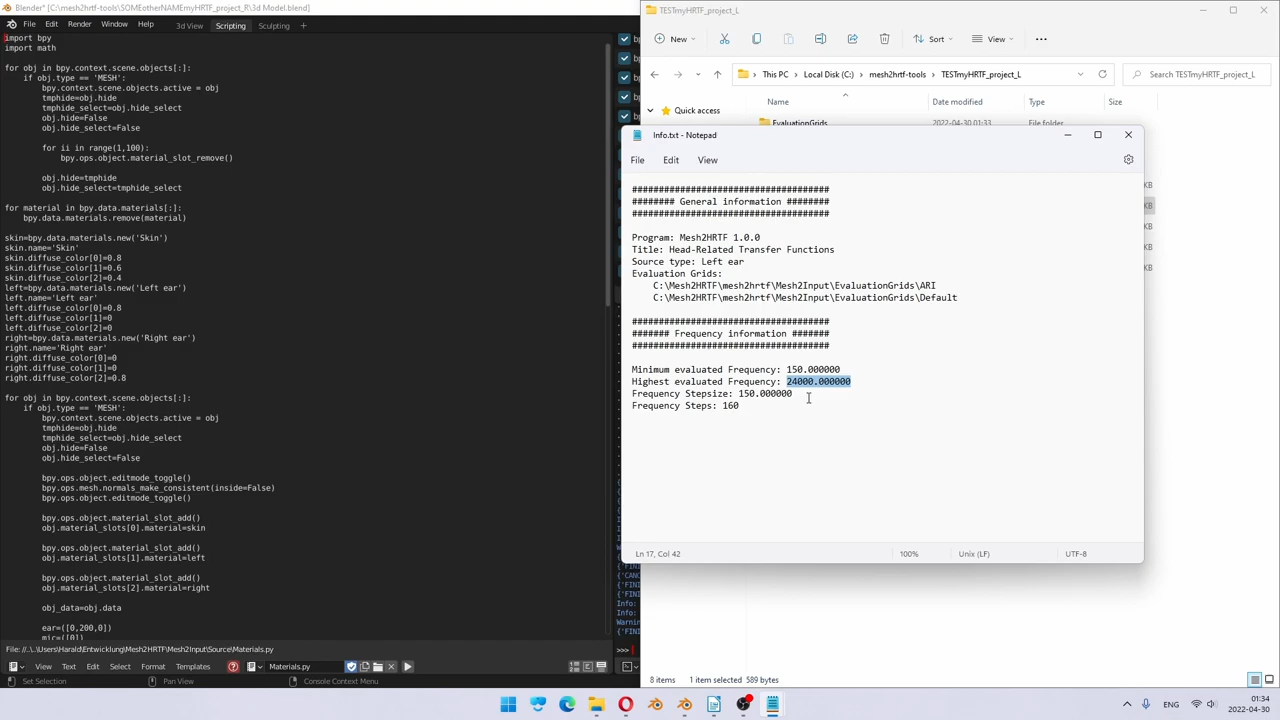 Blender* [C:\mesh2hrtf-tools\SOMEotherNAMEmyHRTF_project_R\3d Model.blend]
File Edit Render Window Help 3d View Scripting Sculpting +
import bpy
import math
for obj in bpy.context.scene.objects[:]:
if obj.type == 'MESH':
bpy.context.scene.objects.active = obj
tmphide=obj.hide
tmphide_select=obj.hide_select
obj.hide=False
obj.hide_select=False
for ii in range(1,100):
bpy.ops.object.material_slot_remove()
obj.hide=tmphide
obj.hide_select=tmphide_select
for material in bpy.data.materials[:]:
bpy.data.materials.remove(material)
skin=bpy.data.materials.new('Skin')
skin.name='Skin'
skin.diffuse_color[0]=0.8
skin.diffuse_color[1]=0.6
skin.diffuse_color[2]=0.4
left=bpy.data.materials.new('Left ear')
left.name='Left ear'
left.diffuse_color[0]=0.8
left.diffuse_color[1]=0
left.diffuse_color[2]=0
right=bpy.data.materials.new('Right ear')
right.name='Right ear'
right.diffuse_color[0]=0
right.diffuse_color[1]=0
right.diffuse_color[2]=0.8
for obj in bpy.context.scene.objects[:]:
if obj.type == 'MESH':
bpy.context.scene.objects.active = obj
tmphide=obj.hide
tmphide_select=obj.hide_select
obj.hide=False
obj.hide_select=False
bpy.ops.object.editmode_toggle()
bpy.ops.mesh.normals_make_consistent(inside=False)
bpy.ops.object.editmode_toggle()
bpy.ops.object.material_slot_add()
obj.material_slots[0].material=skin
bpy.ops.object.material_slot_add()
obj.material_slots[1].material=left
bpy.ops.object.material_slot_add()
obj.material_slots[2].material=right
obj_data=obj.data
ear=([0,200,0])
mic=([0])
File: //..\..\Users\Harald\Entwicklung\Mesh2HRTF\Mesh2Input\Source\Materials.py
View Text Edit Select Format Templates Materials.py
Set Selection Pan View Console Context Menu
>>>
TESTmyHRTF_project_L
New Sort View
This PC > Local Disk (C:) > mesh2hrtf-tools > TESTmyHRTF_project_L
Search TESTmyHRTF_project_L
Quick access
Name Date modified Type Size
EvaluationGrids 2022-04-30 01:33 File folder
Info.txt - Notepad
File Edit View
#####################################
######## General information ########
#####################################
Program: Mesh2HRTF 1.0.0
Title: Head-Related Transfer Functions
Source type: Left ear
Evaluation Grids:
C:\Mesh2HRTF\mesh2hrtf\Mesh2Input\EvaluationGrids\ARI
C:\Mesh2HRTF\mesh2hrtf\Mesh2Input\EvaluationGrids\Default
#####################################
####### Frequency information #######
#####################################
Minimum evaluated Frequency: 150.000000
Highest evaluated Frequency: 24000.000000
Frequency Stepsize: 150.000000
Frequency Steps: 160
Ln 17, Col 42 100% Unix (LF) UTF-8
8 items 1 item selected 589 bytes
ENG
01:34
2022-04-30